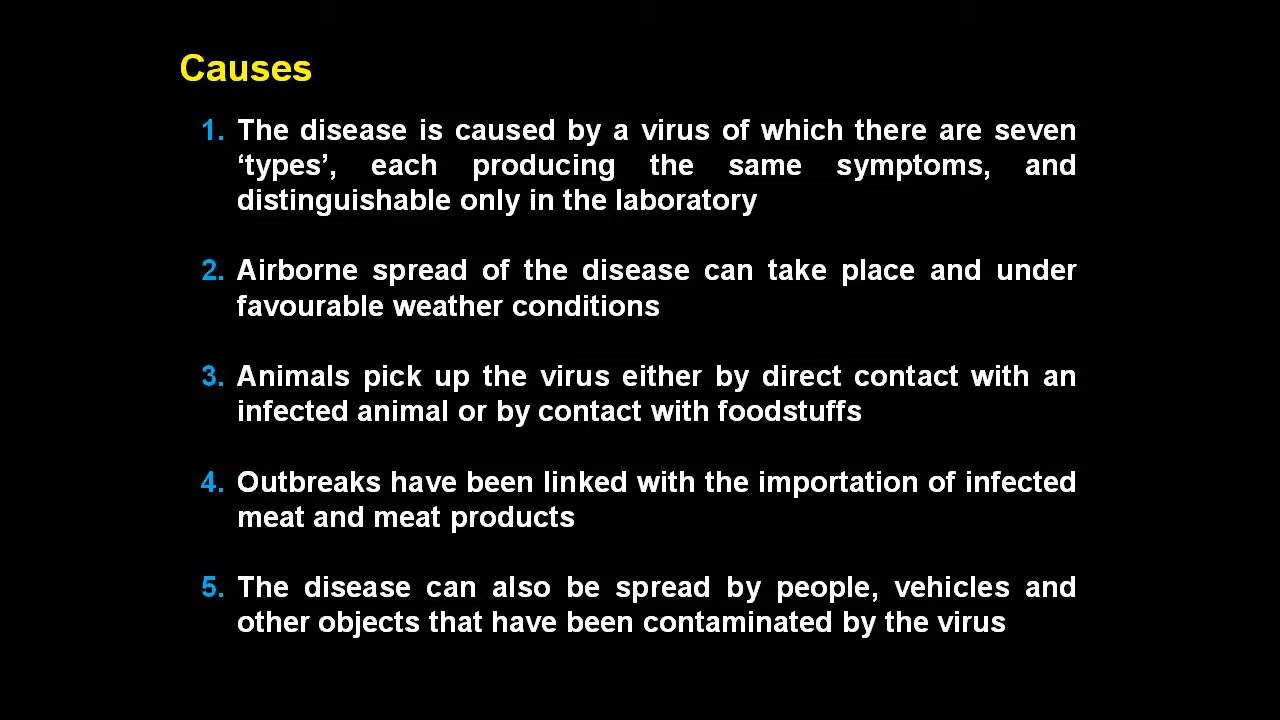 Causes
1. The disease is caused by a virus of which there are seven
‘types’, each producing the same symptoms, and
distinguishable only in the laboratory
2. Airborne spread of the disease can take place and under
favourable weather conditions
3. Animals pick up the virus either by direct contact with an
infected animal or by contact with foodstuffs
4. Outbreaks have been linked with the importation of infected
meat and meat products
5. The disease can also be spread by people, vehicles and
other objects that have been contaminated by the virus